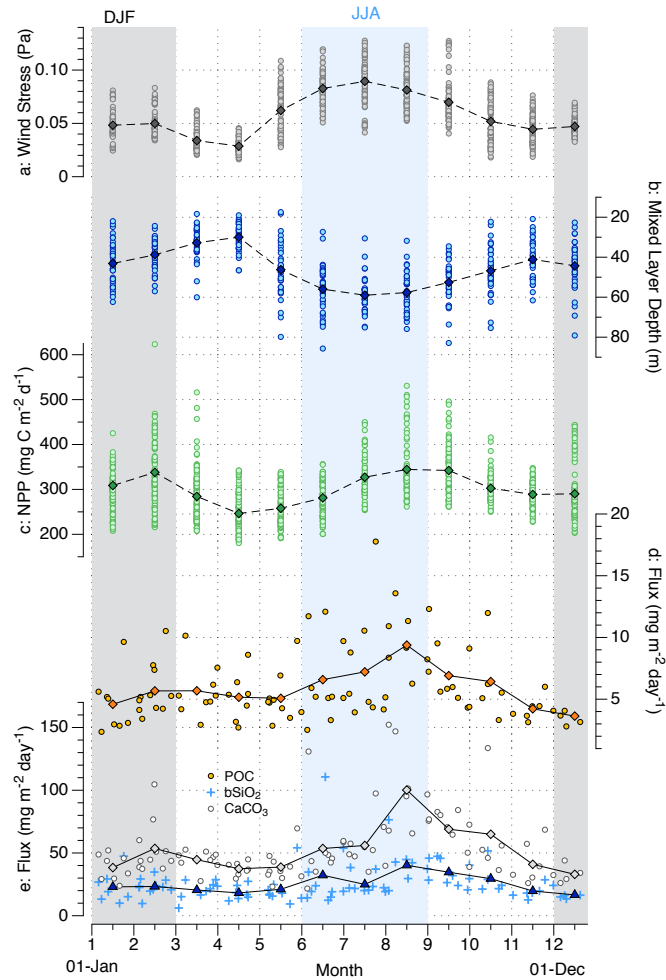 DJF
JJA
a: Wind Stress (Pa)
0.10
0.05
0
b: Mixed Layer Depth (m)
20
40
60
80
c: NPP (mg C m⁻² d⁻¹)
600
500
400
300
200
d: Flux (mg m⁻² day⁻¹)
20
15
10
5
e: Flux (mg m⁻² day⁻¹)
150
100
50
0
POC
bSiO₂
CaCO₃
1 2 3 4 5 6 7 8 9 10 11 12
01-Jan Month 01-Dec